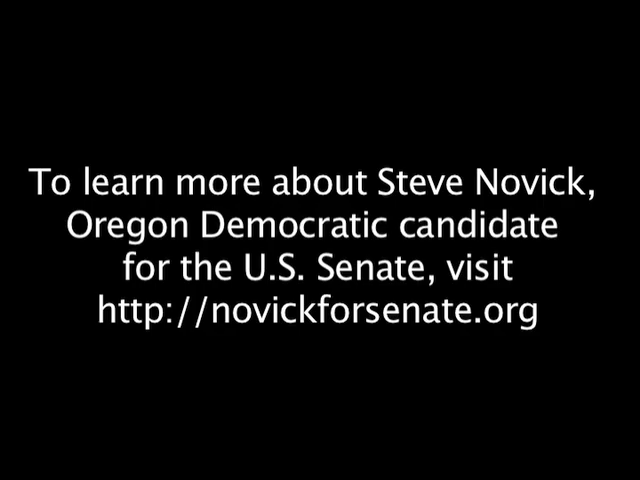 To learn more about Steve Novick,
Oregon Democratic candidate
for the U.S. Senate, visit
http://novickforsenate.org